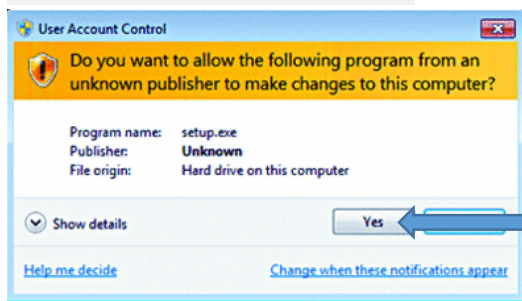 User Account Control
Do you want to allow the following program from an
unknown publisher to make changes to this computer?
Program name: setup.exe
Publisher: Unknown
File origin: Hard drive on this computer
Show details
Yes
Help me decide
Change when these notifications appear